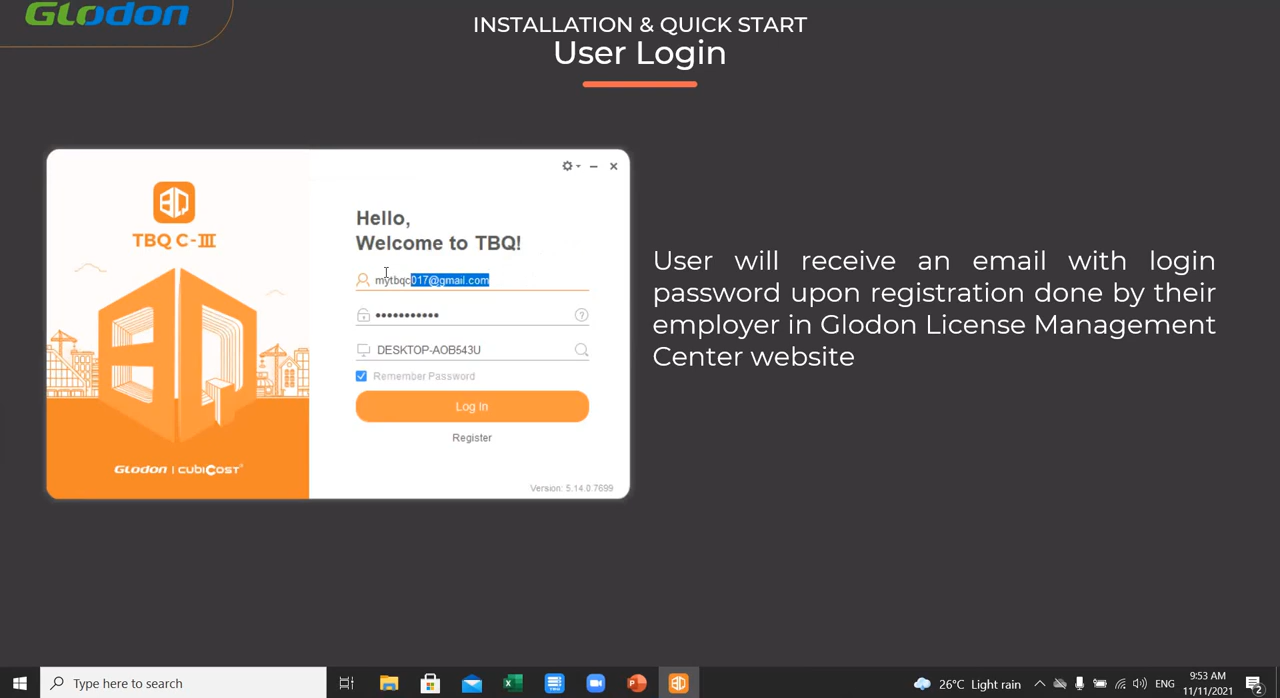 GLODON
INSTALLATION & QUICK START
User Login
TBQ C-III
Hello,
Welcome to TBQ!
mytbqc017@gmail.com
•••••••••••
DESKTOP-AOB543U
Remember Password
Log In
Register
GLODON | CUBICOST
Version: 5.14.0.7699
User will receive an email with login
password upon registration done by their
employer in Glodon License Management
Center website
Type here to search
26°C Light rain
ENG
9:53 AM
11/11/2021
2